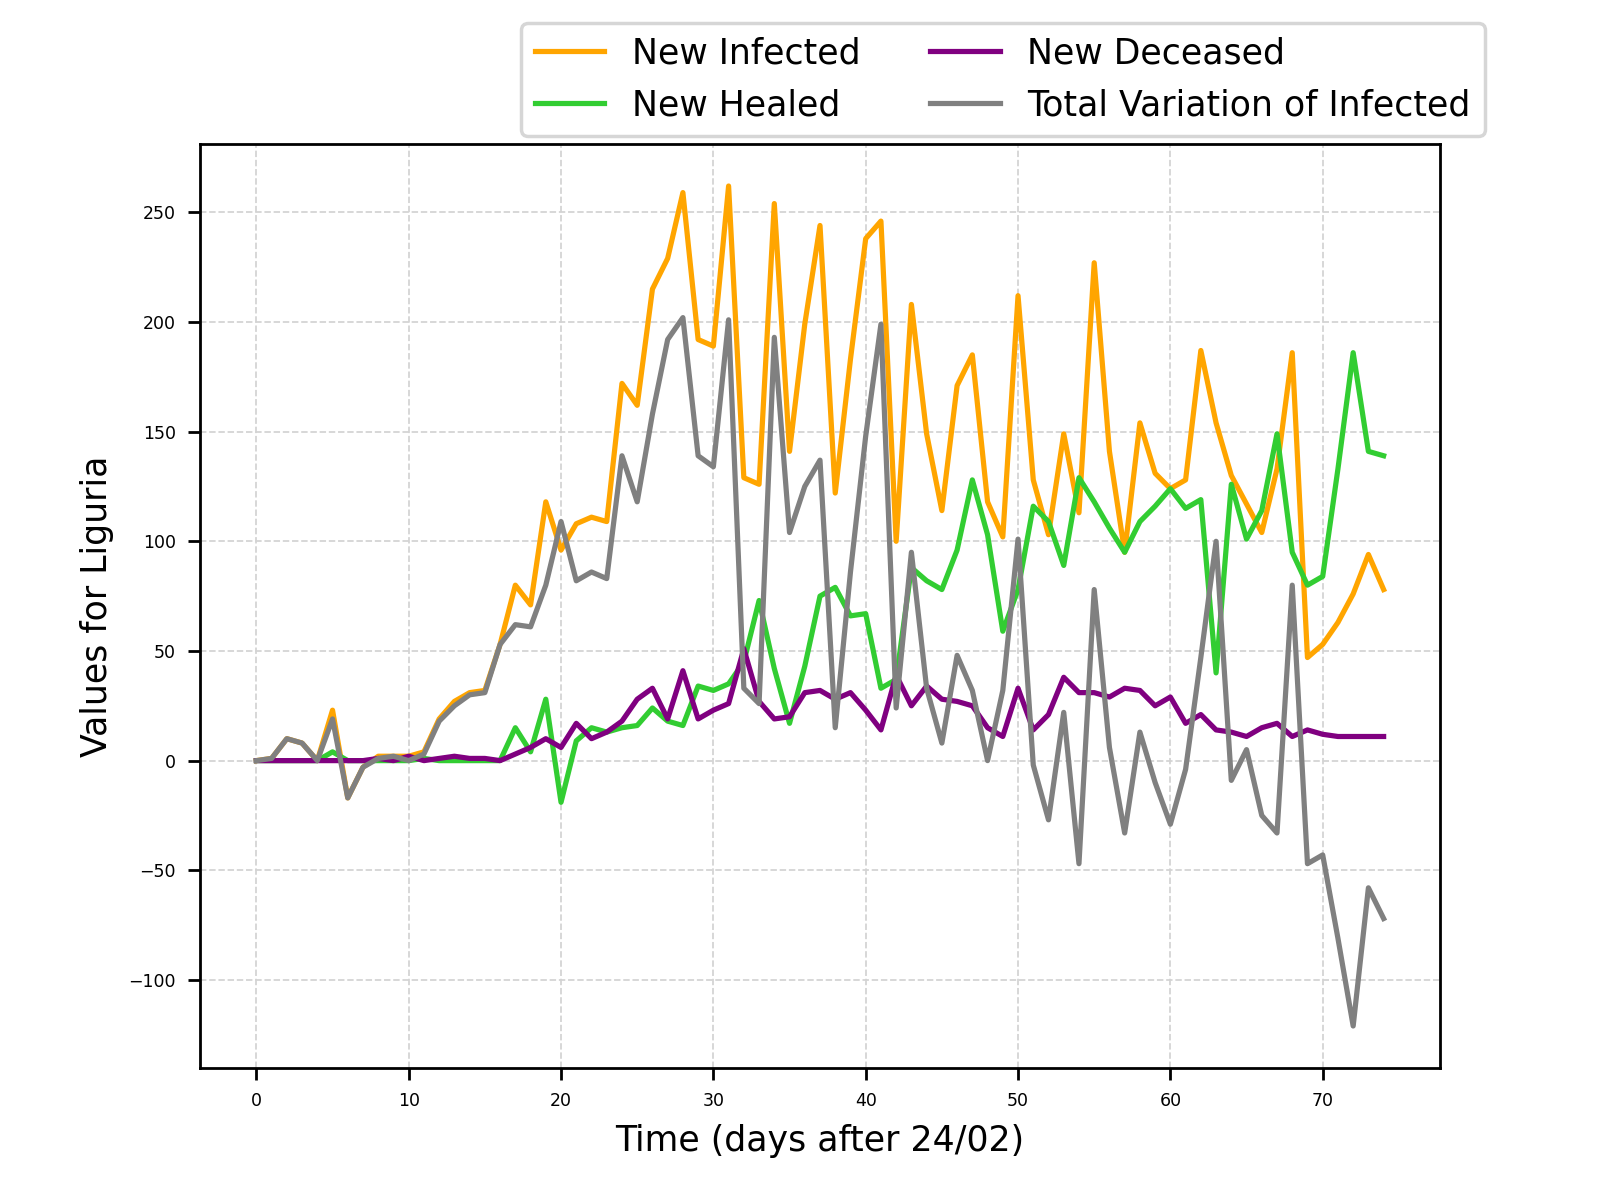 New Infected
New Healed
New Deceased
Total Variation of Infected
Values for Liguria
250
200
150
100
50
0
−50
−100
0 10 20 30 40 50 60 70
Time (days after 24/02)